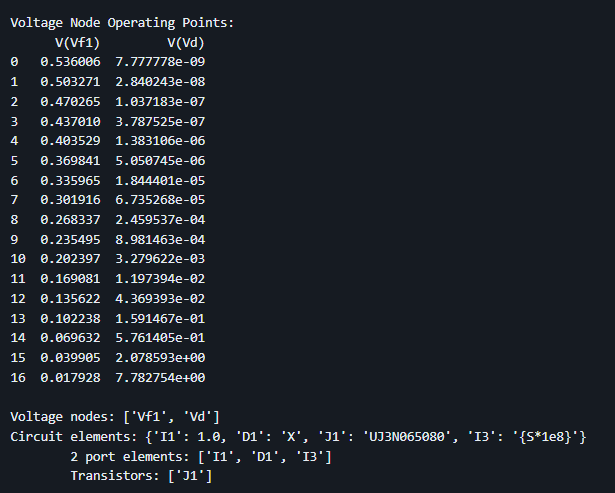 Voltage Node Operating Points:
V(Vf1) V(Vd)
0 0.536006 7.777778e-09
1 0.503271 2.840243e-08
2 0.470265 1.037183e-07
3 0.437010 3.787525e-07
4 0.403529 1.383106e-06
5 0.369841 5.050745e-06
6 0.335965 1.844401e-05
7 0.301916 6.735268e-05
8 0.268337 2.459537e-04
9 0.235495 8.981463e-04
10 0.202397 3.279622e-03
11 0.169081 1.197394e-02
12 0.135622 4.369393e-02
13 0.102238 1.591467e-01
14 0.069632 5.761405e-01
15 0.039905 2.078593e+00
16 0.017928 7.782754e+00
Voltage nodes: ['Vf1', 'Vd']
Circuit elements: {'I1': 1.0, 'D1': 'X', 'J1': 'UJ3N065080', 'I3': '{S*1e8}'}
2 port elements: ['I1', 'D1', 'I3']
Transistors: ['J1']